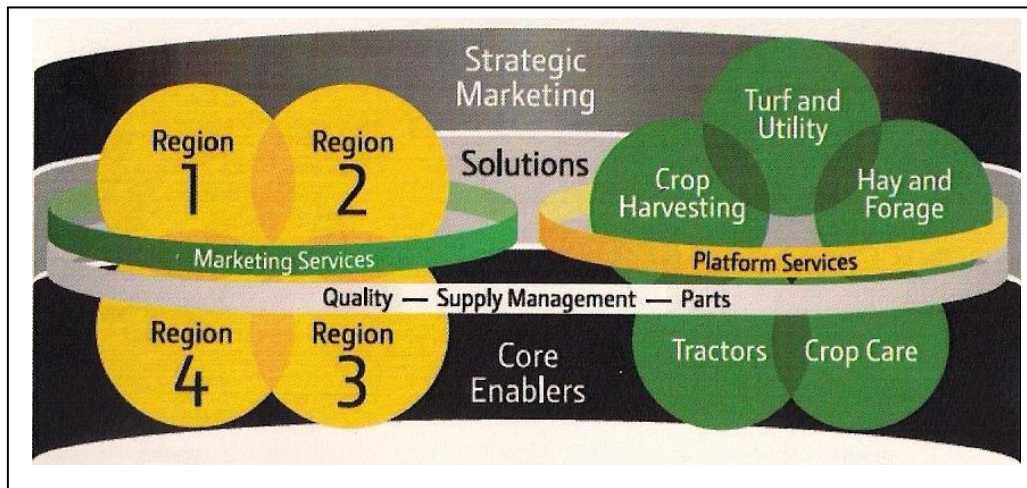 Strategic
Marketing
Turf and
Utility
Region
1
Region
2
Solutions
Crop
Harvesting
Hay and
Forage
Marketing Services
Platform Services
Quality — Supply Management — Parts
Region
4
Region
3
Core
Enablers
Tractors
Crop Care